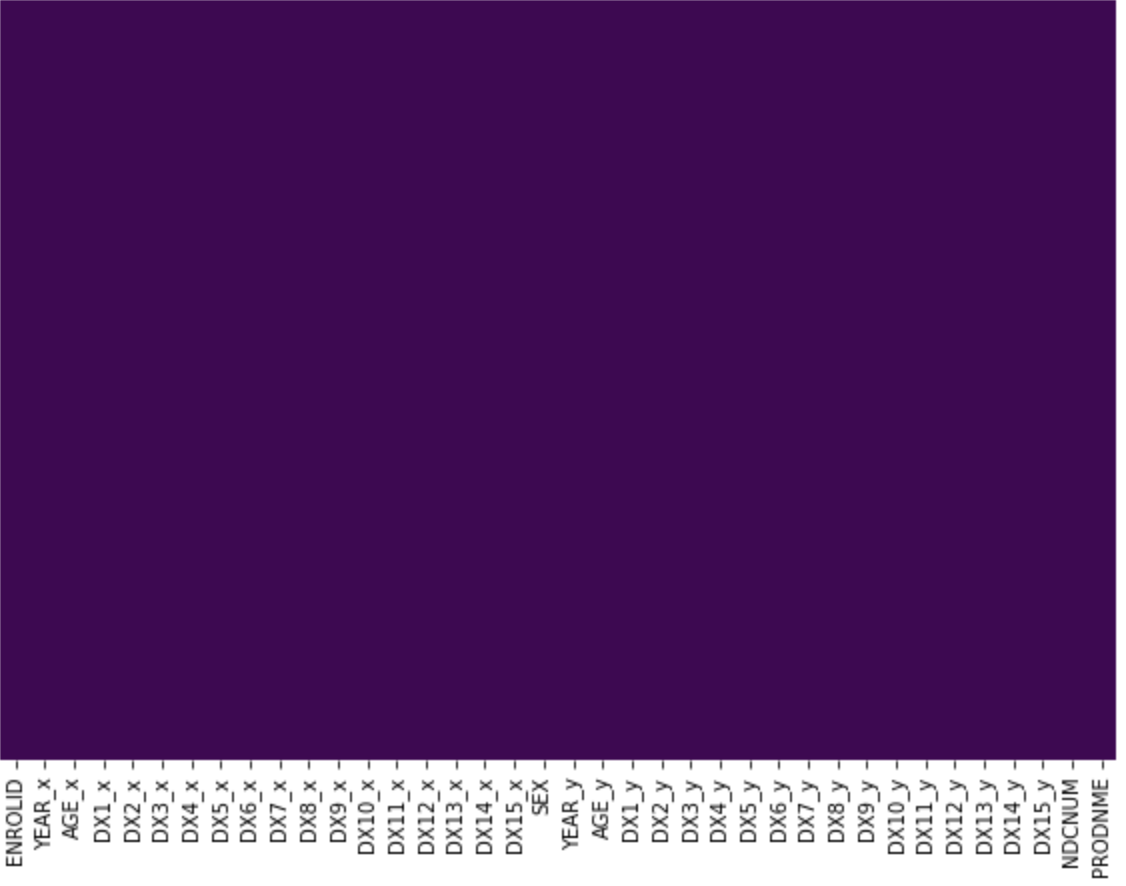 ENROLID
YEAR_x
AGE_x
DX1_x
DX2_x
DX3_x
DX4_x
DX5_x
DX6_x
DX7_x
DX8_x
DX9_x
DX10_x
DX11_x
DX12_x
DX13_x
DX14_x
DX15_x
SEX
YEAR_y
AGE_y
DX1_y
DX2_y
DX3_y
DX4_y
DX5_y
DX6_y
DX7_y
DX8_y
DX9_y
DX10_y
DX11_y
DX12_y
DX13_y
DX14_y
DX15_y
NDCNUM
PRODNME